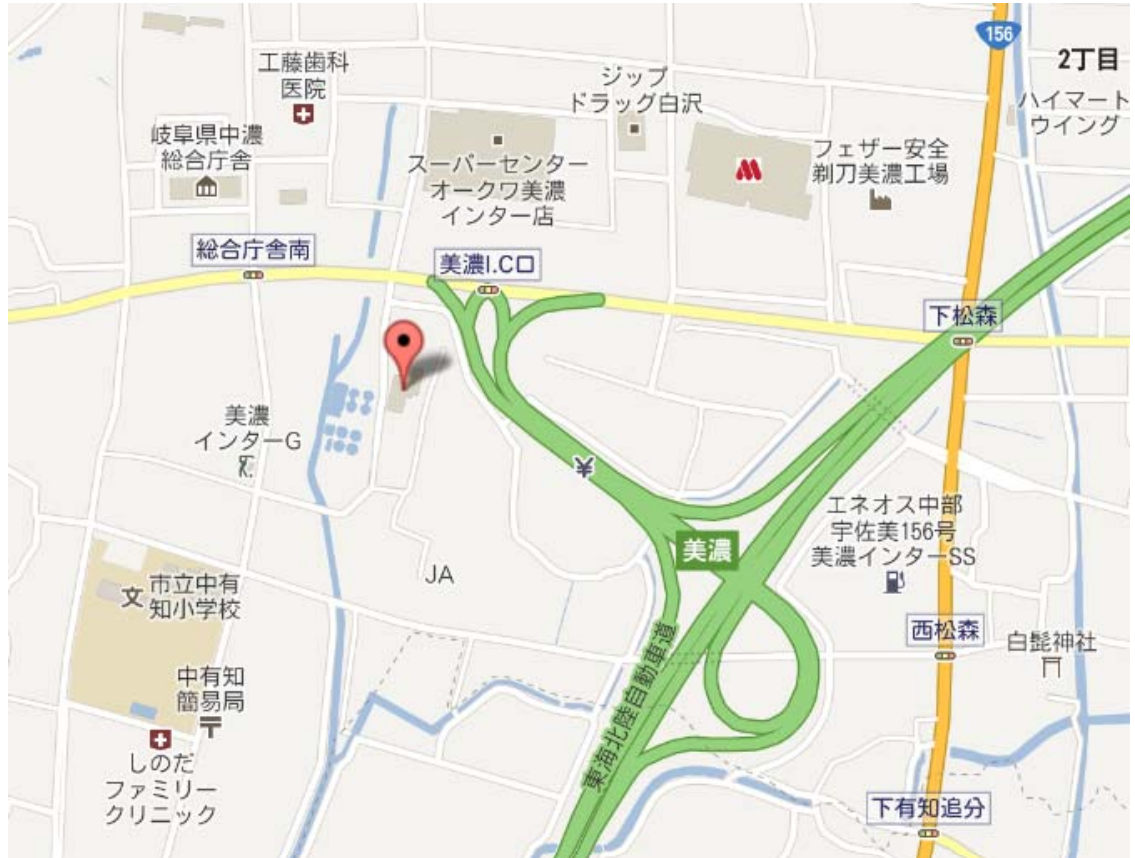 156
2丁目
工藤歯科
医院
ジップ
ドラッグ白沢
ハイマート
ウイング
岐阜県中濃
総合庁舎
スーパーセンター
オークワ美濃
インター店
フェザー安全
剃刀美濃工場
総合庁舎南
美濃I.C口
下松森
美濃
インターG
¥
エネオス中部
宇佐美156号
美濃インターSS
美濃
JA
文
市立中有
知小学校
西松森
白髭神社
東海北陸自動車道
中有知
簡易局
〒
しのだ
ファミリー
クリニック
下有知追分